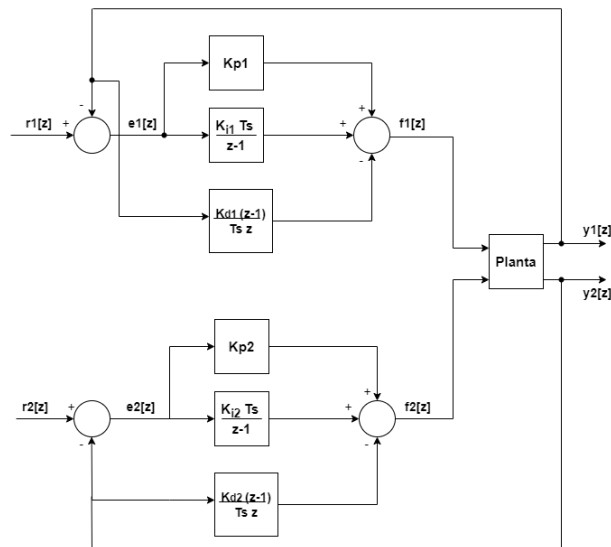 Kp1
-
r1[z]
+
e1[z]
Ki1 Ts
z-1
+
+
f1[z]
-
Kd1 (z-1)
Ts z
Planta
y1[z]
y2[z]
Kp2
r2[z]
+
e2[z]
Ki2 Ts
z-1
+
+
f2[z]
-
-
Kd2 (z-1)
Ts z